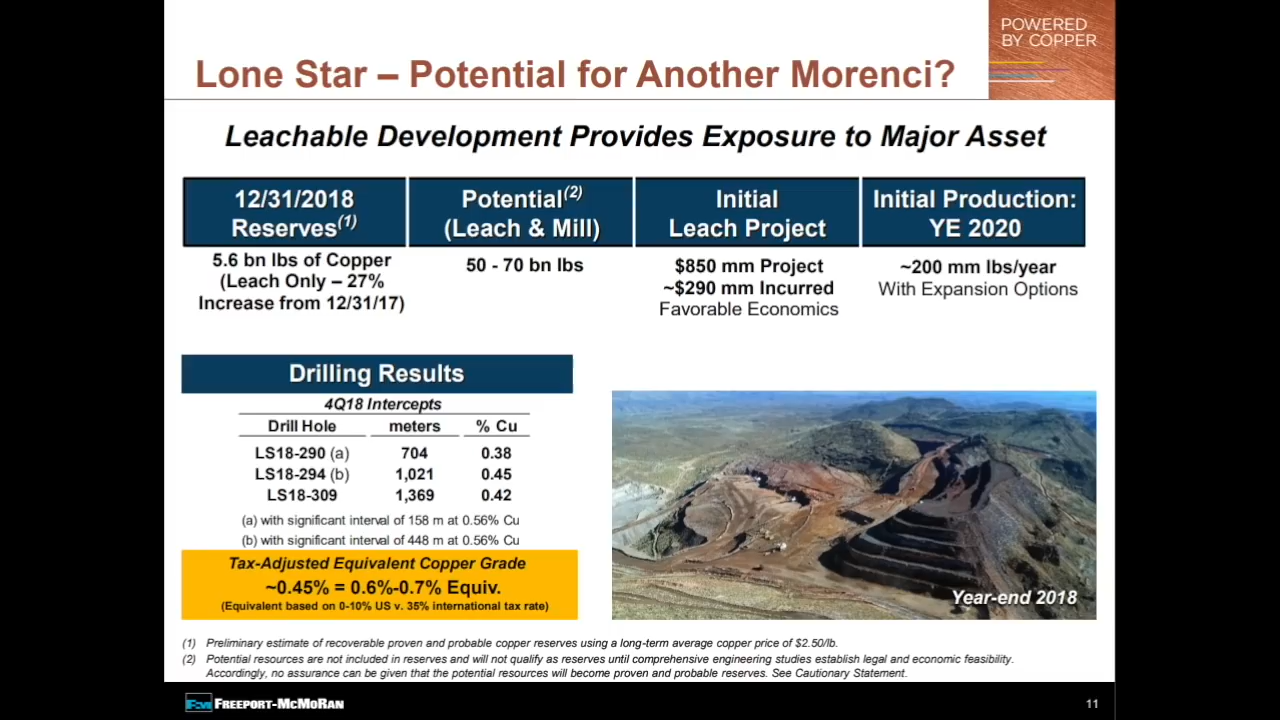 POWERED
BY COPPER
Lone Star – Potential for Another Morenci?
Leachable Development Provides Exposure to Major Asset
12/31/2018
Reserves(1)
Potential(2)
(Leach & Mill)
Initial
Leach Project
Initial Production:
YE 2020
5.6 bn lbs of Copper
(Leach Only – 27%
Increase from 12/31/17)
50 - 70 bn lbs
$850 mm Project
~$290 mm Incurred
Favorable Economics
~200 mm lbs/year
With Expansion Options
Drilling Results
4Q18 Intercepts
Drill Hole meters % Cu
LS18-290 (a) 704 0.38
LS18-294 (b) 1,021 0.45
LS18-309 1,369 0.42
(a) with significant interval of 158 m at 0.56% Cu
(b) with significant interval of 448 m at 0.56% Cu
Tax-Adjusted Equivalent Copper Grade
~0.45% = 0.6%-0.7% Equiv.
(Equivalent based on 0-10% US v. 35% international tax rate)
Year-end 2018
(1) Preliminary estimate of recoverable proven and probable copper reserves using a long-term average copper price of $2.50/lb.
(2) Potential resources are not included in reserves and will not qualify as reserves until comprehensive engineering studies establish legal and economic feasibility.
Accordingly, no assurance can be given that the potential resources will become proven and probable reserves. See Cautionary Statement.
FCX FREEPORT-MCMORAN
11